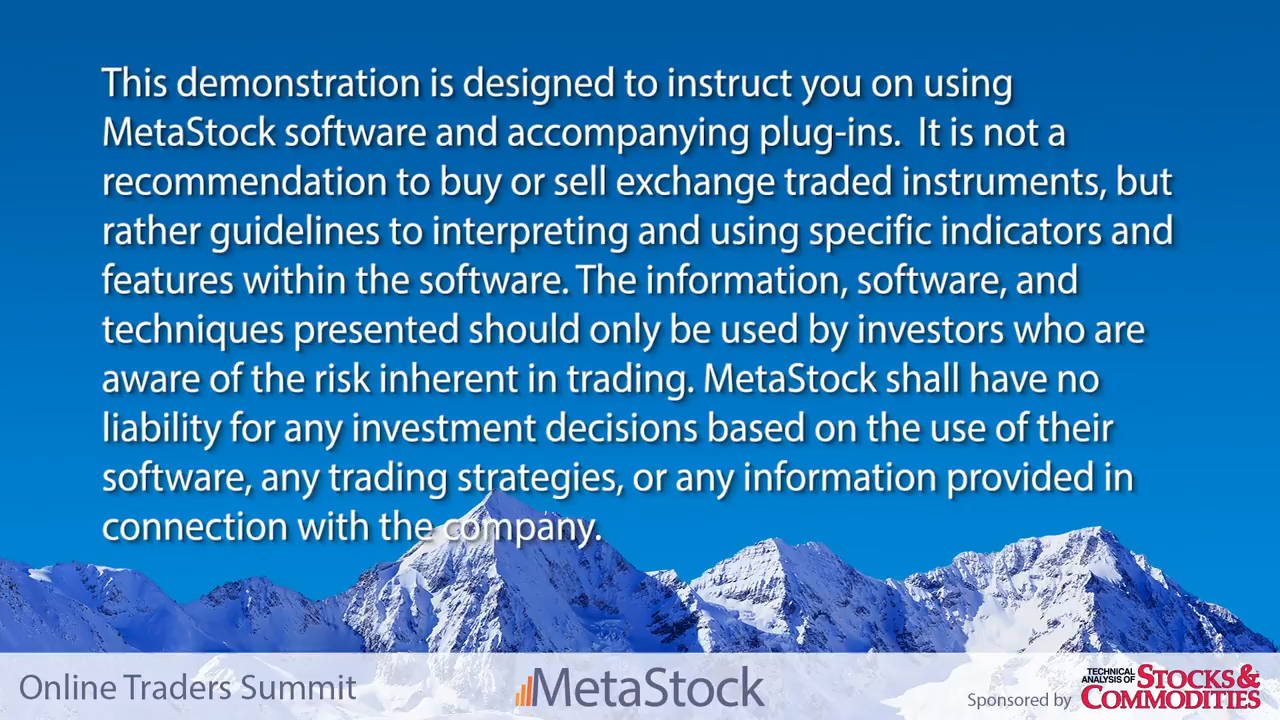 This demonstration is designed to instruct you on using
MetaStock software and accompanying plug-ins.  It is not a
recommendation to buy or sell exchange traded instruments, but
rather guidelines to interpreting and using specific indicators and
features within the software. The information, software, and
techniques presented should only be used by investors who are
aware of the risk inherent in trading. MetaStock shall have no
liability for any investment decisions based on the use of their
software, any trading strategies, or any information provided in
connection with the company.
Online Traders Summit
MetaStock
Sponsored by
TECHNICAL
ANALYSIS OF
STOCKS &
COMMODITIES